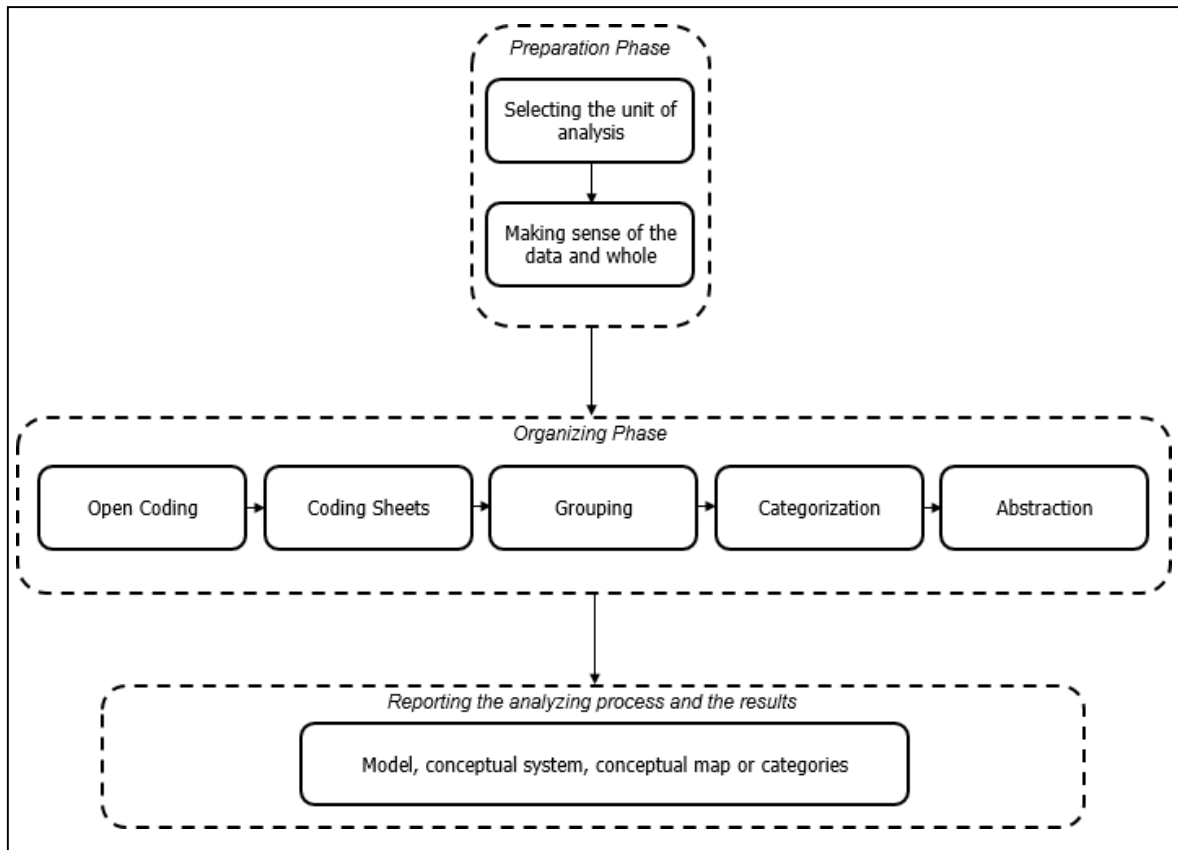 Preparation Phase
Selecting the unit of
analysis
Making sense of the
data and whole
Organizing Phase
Open Coding
Coding Sheets
Grouping
Categorization
Abstraction
Reporting the analyzing process and the results
Model, conceptual system, conceptual map or categories